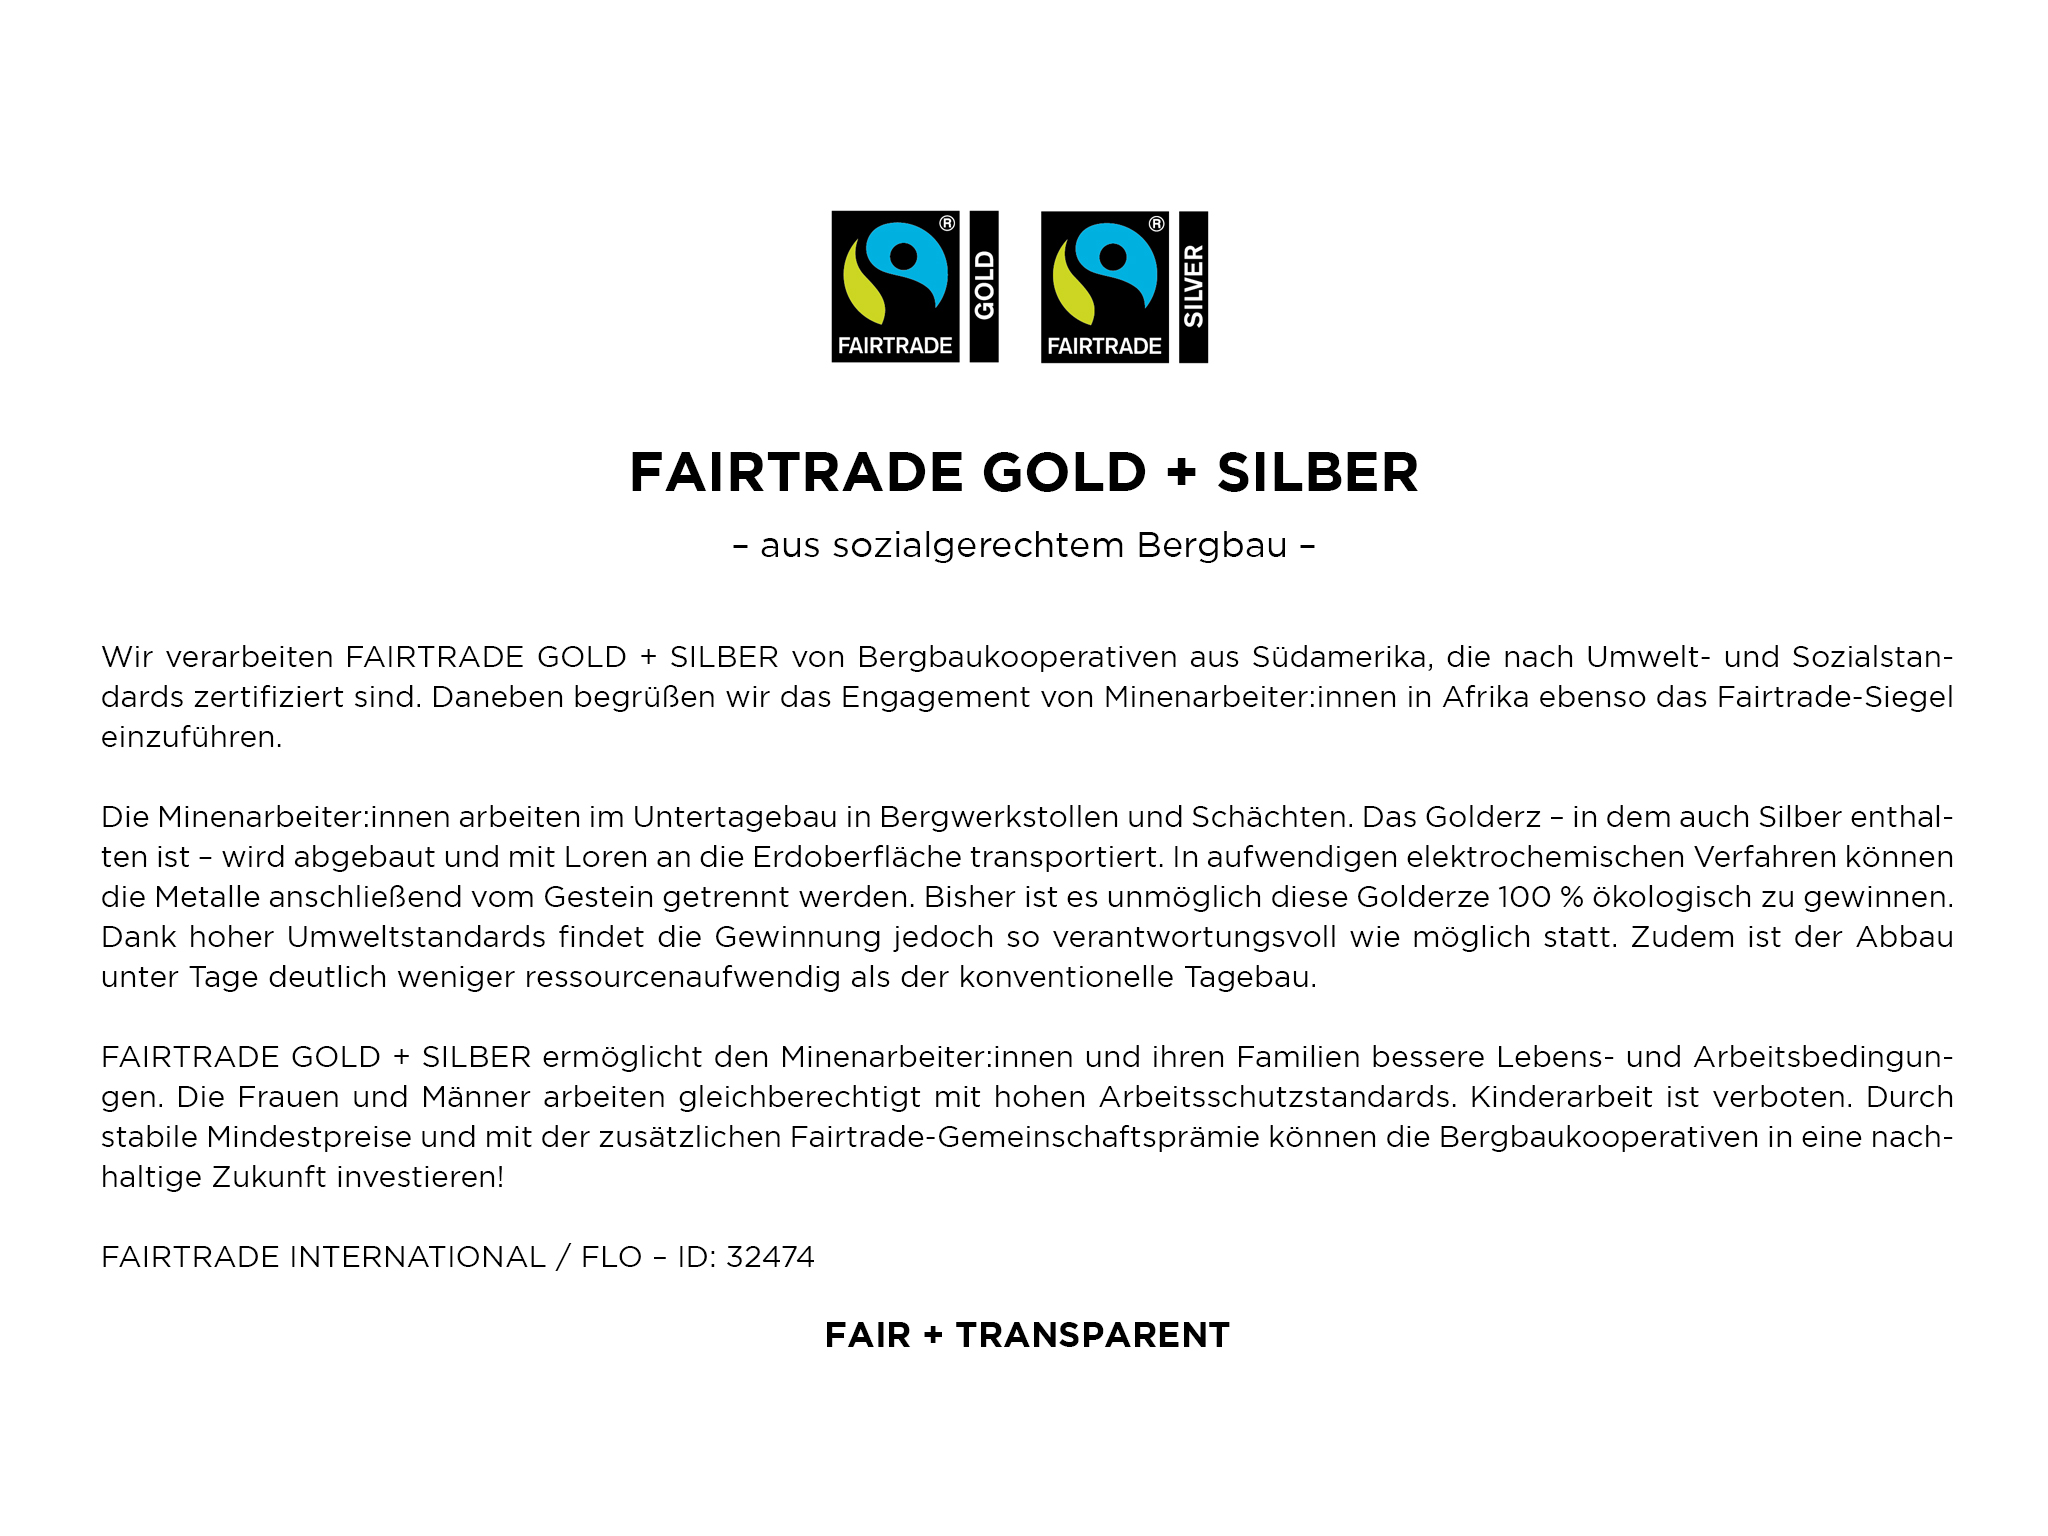 FAIRTRADE
®
GOLD
FAIRTRADE
®
SILVER
FAIRTRADE GOLD + SILBER
– aus sozialgerechtem Bergbau –
Wir verarbeiten FAIRTRADE GOLD + SILBER von Bergbaukooperativen aus Südamerika, die nach Umwelt- und Sozialstan-
dards zertifiziert sind. Daneben begrüßen wir das Engagement von Minenarbeiter:innen in Afrika ebenso das Fairtrade-Siegel
einzuführen.
Die Minenarbeiter:innen arbeiten im Untertagebau in Bergwerkstollen und Schächten. Das Golderz – in dem auch Silber enthal-
ten ist – wird abgebaut und mit Loren an die Erdoberfläche transportiert. In aufwendigen elektrochemischen Verfahren können
die Metalle anschließend vom Gestein getrennt werden. Bisher ist es unmöglich diese Golderze 100 % ökologisch zu gewinnen.
Dank hoher Umweltstandards findet die Gewinnung jedoch so verantwortungsvoll wie möglich statt. Zudem ist der Abbau
unter Tage deutlich weniger ressourcenaufwendig als der konventionelle Tagebau.
FAIRTRADE GOLD + SILBER ermöglicht den Minenarbeiter:innen und ihren Familien bessere Lebens- und Arbeitsbedingun-
gen. Die Frauen und Männer arbeiten gleichberechtigt mit hohen Arbeitsschutzstandards. Kinderarbeit ist verboten. Durch
stabile Mindestpreise und mit der zusätzlichen Fairtrade-Gemeinschaftsprämie können die Bergbaukooperativen in eine nach-
haltige Zukunft investieren!
FAIRTRADE INTERNATIONAL / FLO – ID: 32474
FAIR + TRANSPARENT